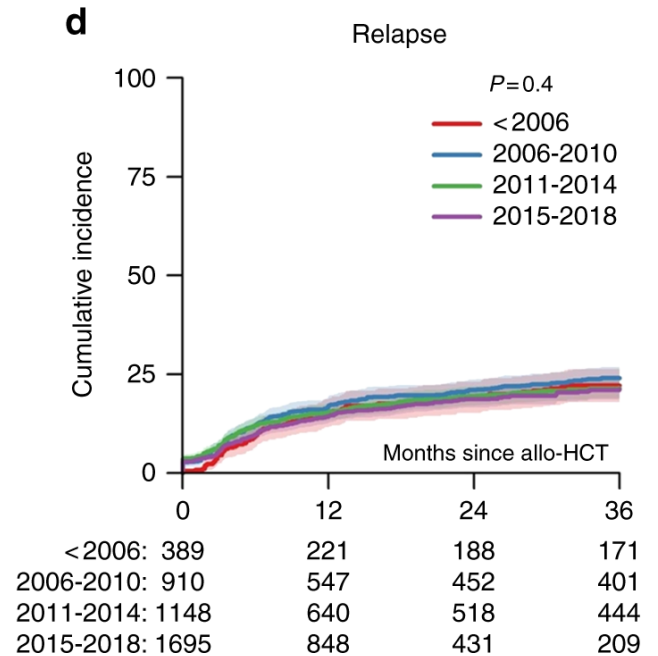 d
Relapse
P=0.4
<2006
2006-2010
2011-2014
2015-2018
Cumulative incidence
100
75
50
25
0
Months since allo-HCT
0 12 24 36
<2006: 389 221 188 171
2006-2010: 910 547 452 401
2011-2014: 1148 640 518 444
2015-2018: 1695 848 431 209